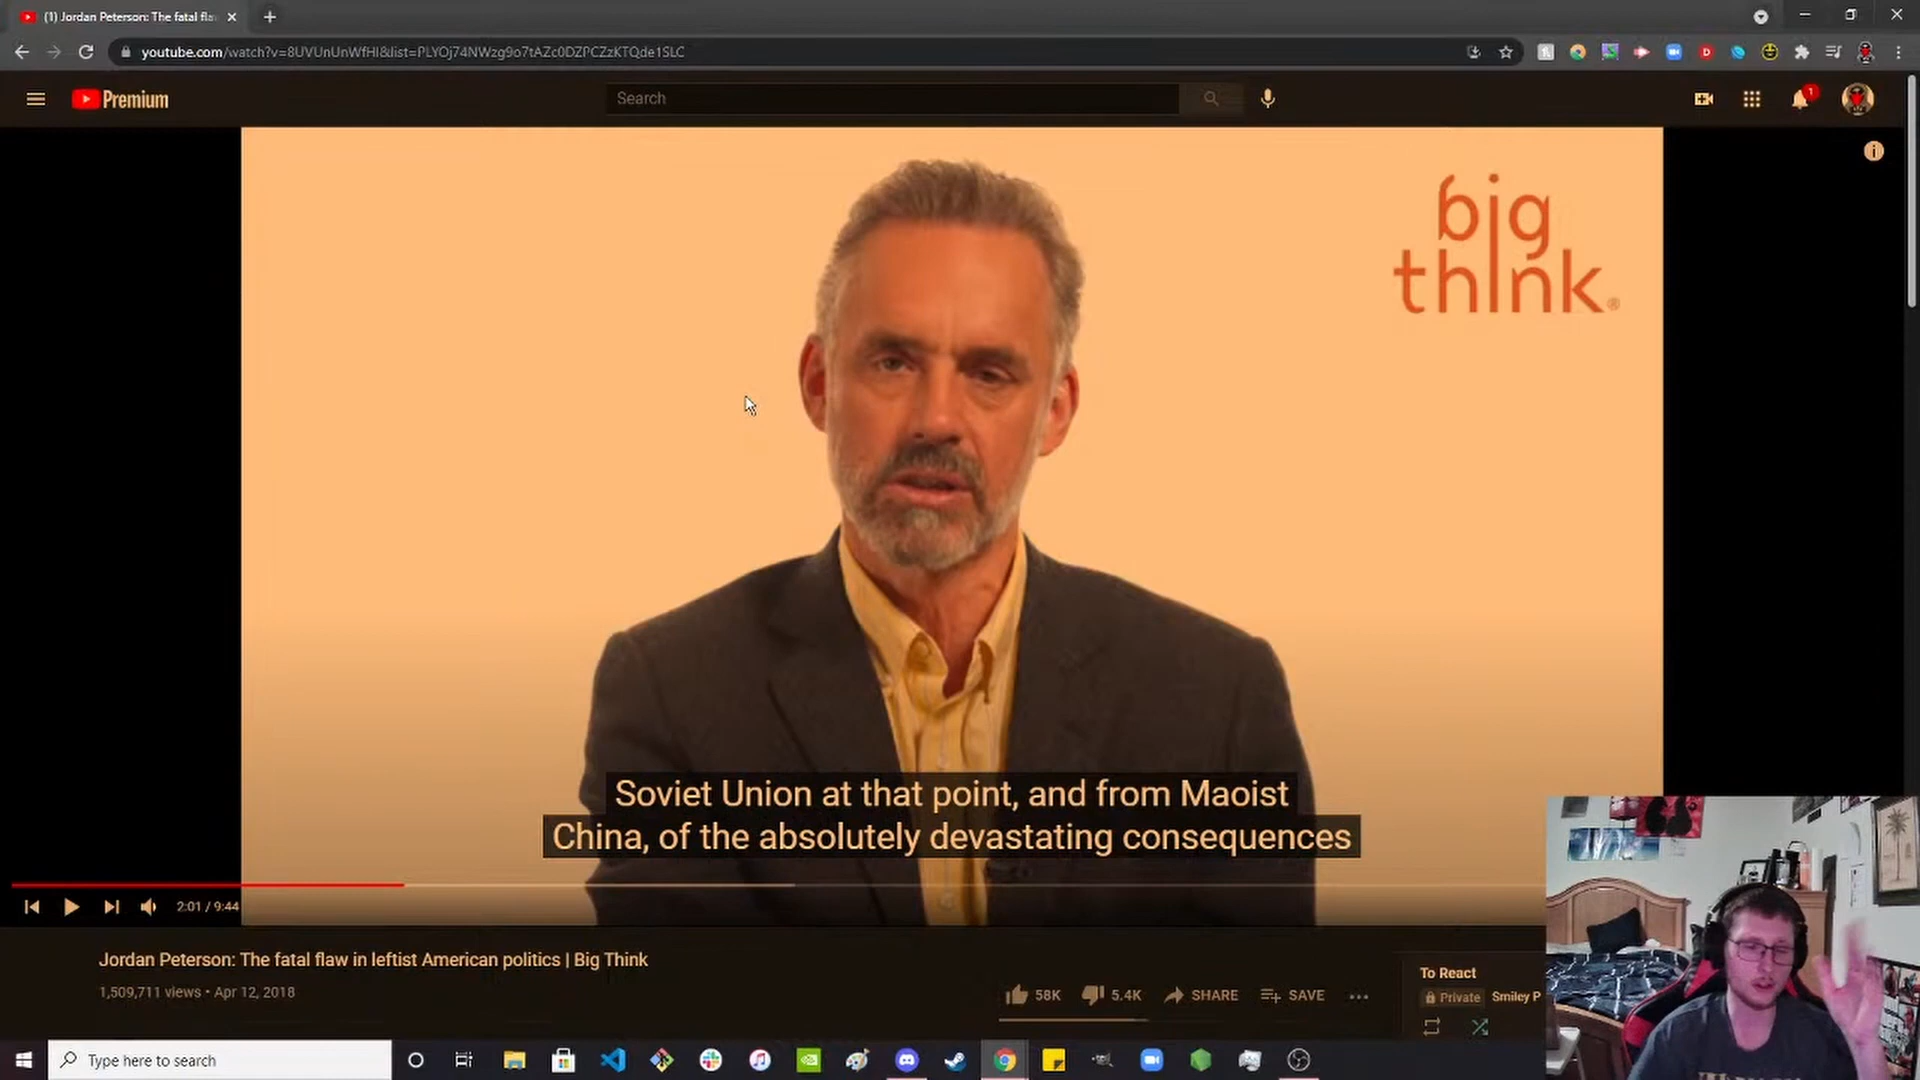 (1) Jordan Peterson: The fatal fla
youtube.com/watch?v=8UVUnUnWfHI&list=PLYOj74NWzg9o7tAZc0DZPCZzKTQde1SLC
Premium
Search
1
big
think®
Soviet Union at that point, and from Maoist
China, of the absolutely devastating consequences
2:01 / 9:44
Jordan Peterson: The fatal flaw in leftist American politics | Big Think
1,509,711 views • Apr 12, 2018
58K
5.4K
SHARE
SAVE
To React
Private
Smiley P
Type here to search